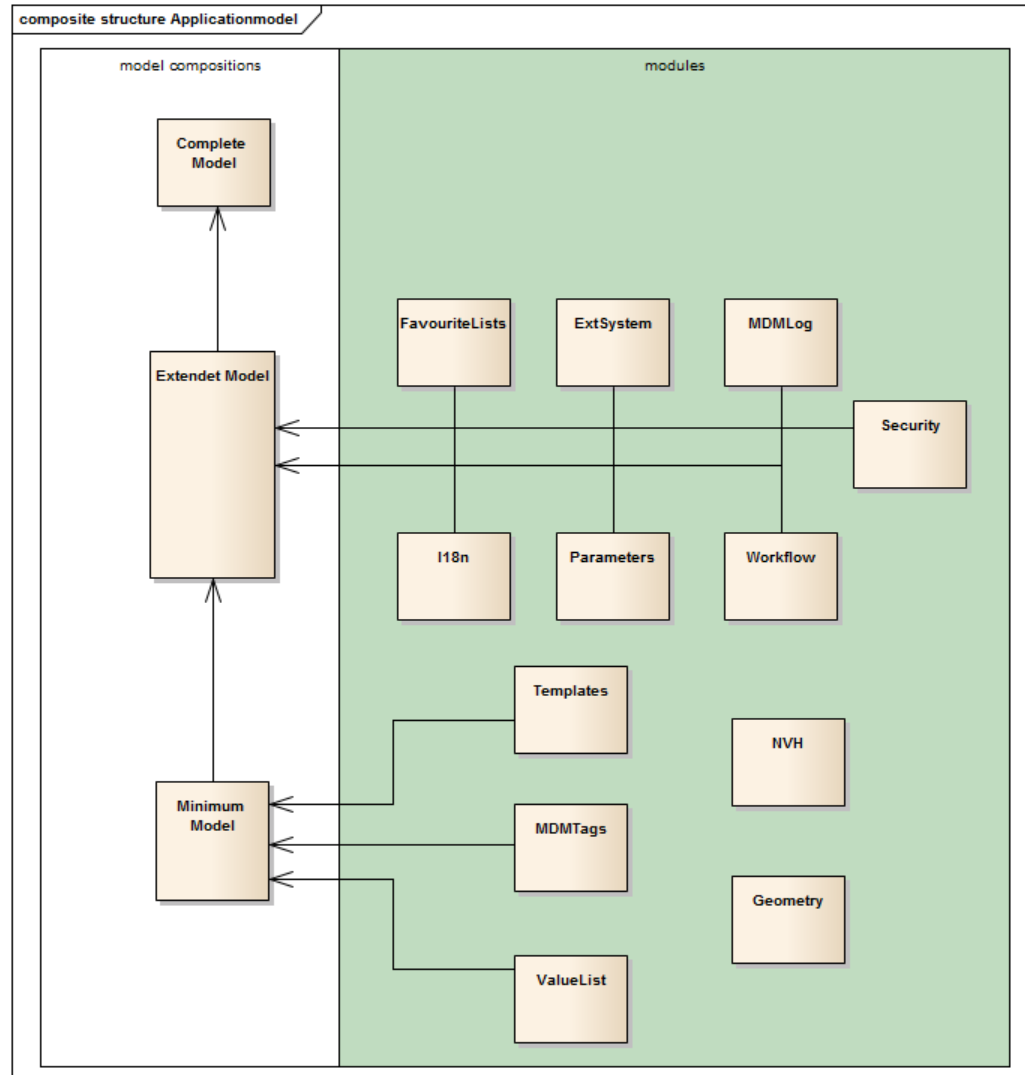 composite structure Applicationmodel
model compositions
modules
Complete
Model
FavouriteLists
ExtSystem
MDMLog
Extendet Model
Security
I18n
Parameters
Workflow
Templates
NVH
Minimum
Model
MDMTags
Geometry
ValueList